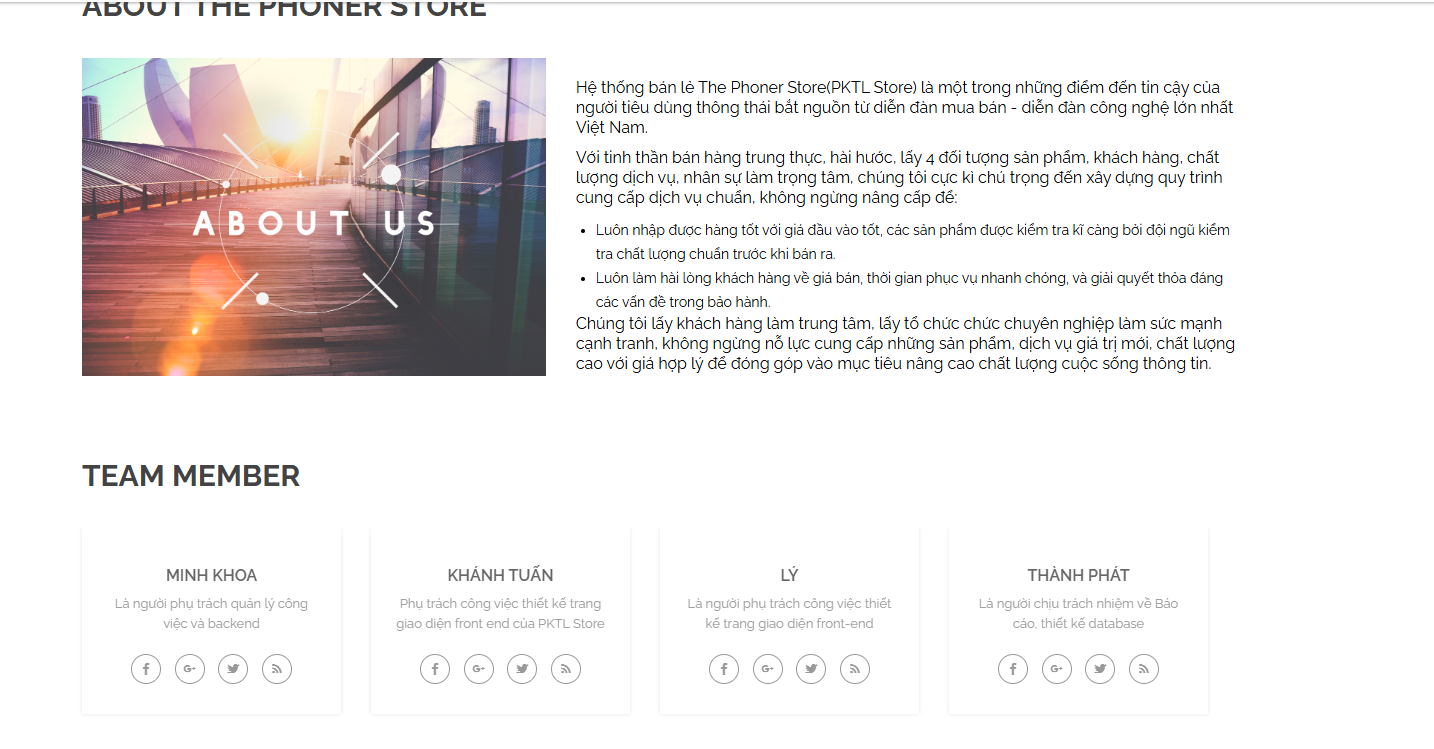 ABOUT THE PHONER STORE
ABOUT US
Hệ thống bán lẻ The Phoner Store(PKTL Store) là một trong những điểm đến tin cậy của
người tiêu dùng thông thái bắt nguồn từ diễn đàn mua bán - diễn đàn công nghệ lớn nhất
Việt Nam.
Với tinh thần bán hàng trung thực, hài hước, lấy 4 đối tượng sản phẩm, khách hàng, chất
lượng dịch vụ, nhân sự làm trọng tâm, chúng tôi cực kì chú trọng đến xây dựng quy trình
cung cấp dịch vụ chuẩn, không ngừng nâng cấp để:
• Luôn nhập được hàng tốt với giá đầu vào tốt, các sản phẩm được kiểm tra kĩ càng bởi đội ngũ kiểm
tra chất lượng chuẩn trước khi bán ra.
• Luôn làm hài lòng khách hàng về giá bán, thời gian phục vụ nhanh chóng, và giải quyết thỏa đáng
các vấn đề trong bảo hành.
Chúng tôi lấy khách hàng làm trung tâm, lấy tổ chức chức chuyên nghiệp làm sức mạnh
cạnh tranh, không ngừng nỗ lực cung cấp những sản phẩm, dịch vụ giá trị mới, chất lượng
cao với giá hợp lý để đóng góp vào mục tiêu nâng cao chất lượng cuộc sống thông tin.
TEAM MEMBER
MINH KHOA
Là người phụ trách quản lý công
việc và backend
KHÁNH TUẤN
Phụ trách công việc thiết kế trang
giao diện front end của PKTL Store
LÝ
Là người phụ trách công việc thiết
kế trang giao diện front-end
THÀNH PHÁT
Là người chịu trách nhiệm về Báo
cáo, thiết kế database